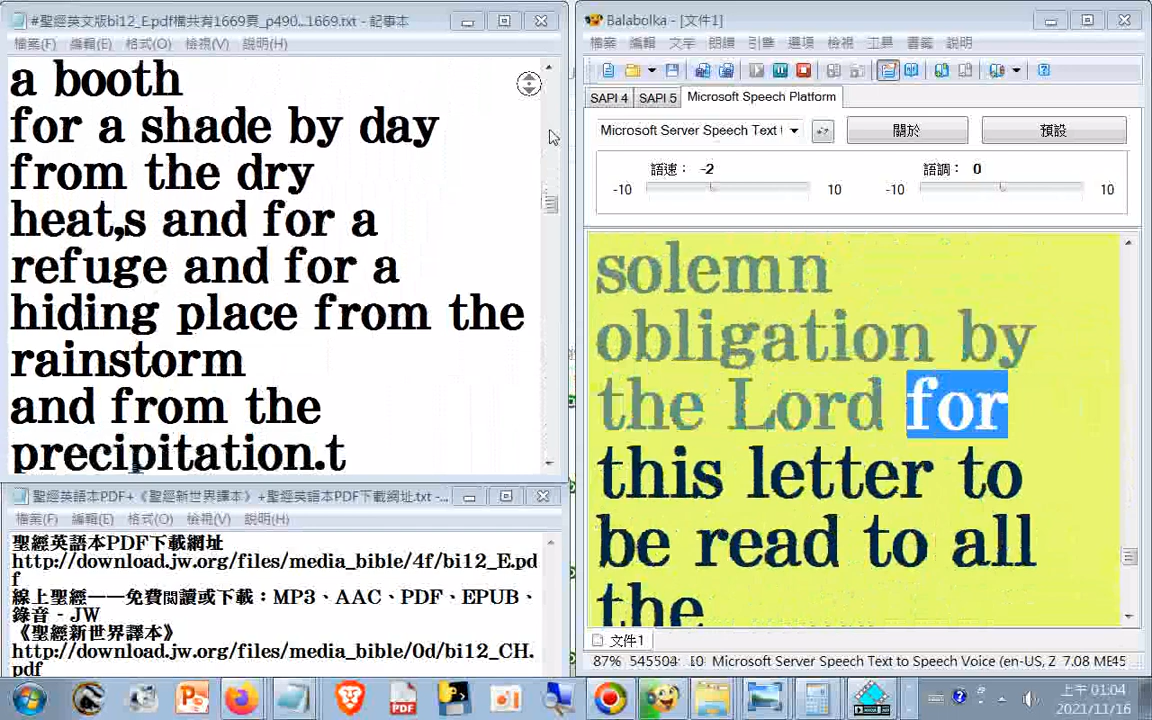 #聖經英文版bi12_E.pdf檔共有1669頁_p490..._1669.txt - 記事本
檔案(F) 編輯(E) 格式(O) 檢視(V) 說明(H)
a booth
for a shade by day
from the dry
heat,s and for a
refuge and for a
hiding place from the
rainstorm
and from the
precipitation.t
聖經英語本PDF+《聖經新世界譯本》+聖經英語本PDF下載網址.txt - ...
檔案(F) 編輯(E) 格式(O) 檢視(V) 說明(H)
聖經英語本PDF下載網址
http://download.jw.org/files/media_bible/4f/bi12_E.pd
f
線上聖經——免費閱讀或下載：MP3、AAC、PDF、EPUB、
錄音 - JW
《聖經新世界譯本》
http://download.jw.org/files/media_bible/0d/bi12_CH.
pdf
Balabolka - [文件1]
檔案 編輯 文字 朗讀 引擎 選項 檢視 工具 書籤 說明
SAPI 4 SAPI 5 Microsoft Speech Platform
Microsoft Server Speech Text 關於 預設
語速： -2 語調： 0
-10 10 -10 10
solemn
obligation by
the Lord for
this letter to
be read to all
the
文件1
87% 545504: 10 Microsoft Server Speech Text to Speech Voice (en-US, Z 7.08 ME45
上午 01:04
2021/11/16